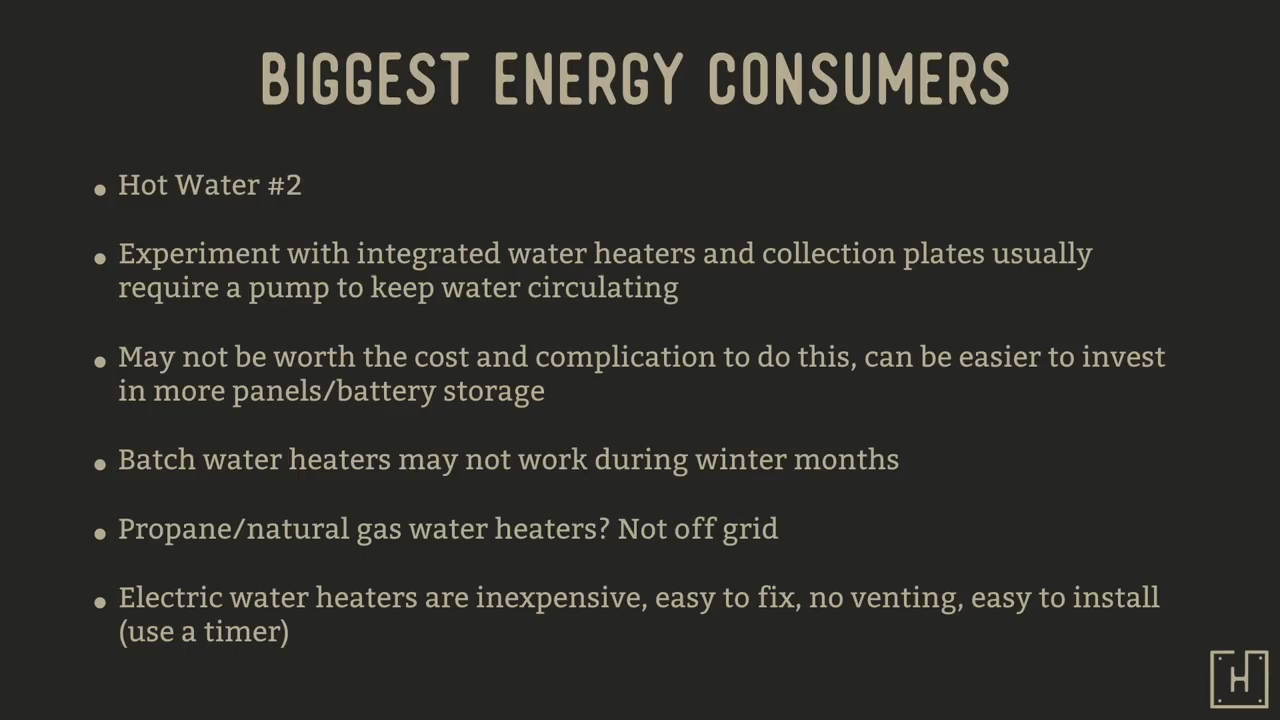 BIGGEST ENERGY CONSUMERS
• Hot Water #2
• Experiment with integrated water heaters and collection plates usually
require a pump to keep water circulating
• May not be worth the cost and complication to do this, can be easier to invest
in more panels/battery storage
• Batch water heaters may not work during winter months
• Propane/natural gas water heaters? Not off grid
• Electric water heaters are inexpensive, easy to fix, no venting, easy to install
(use a timer)
H